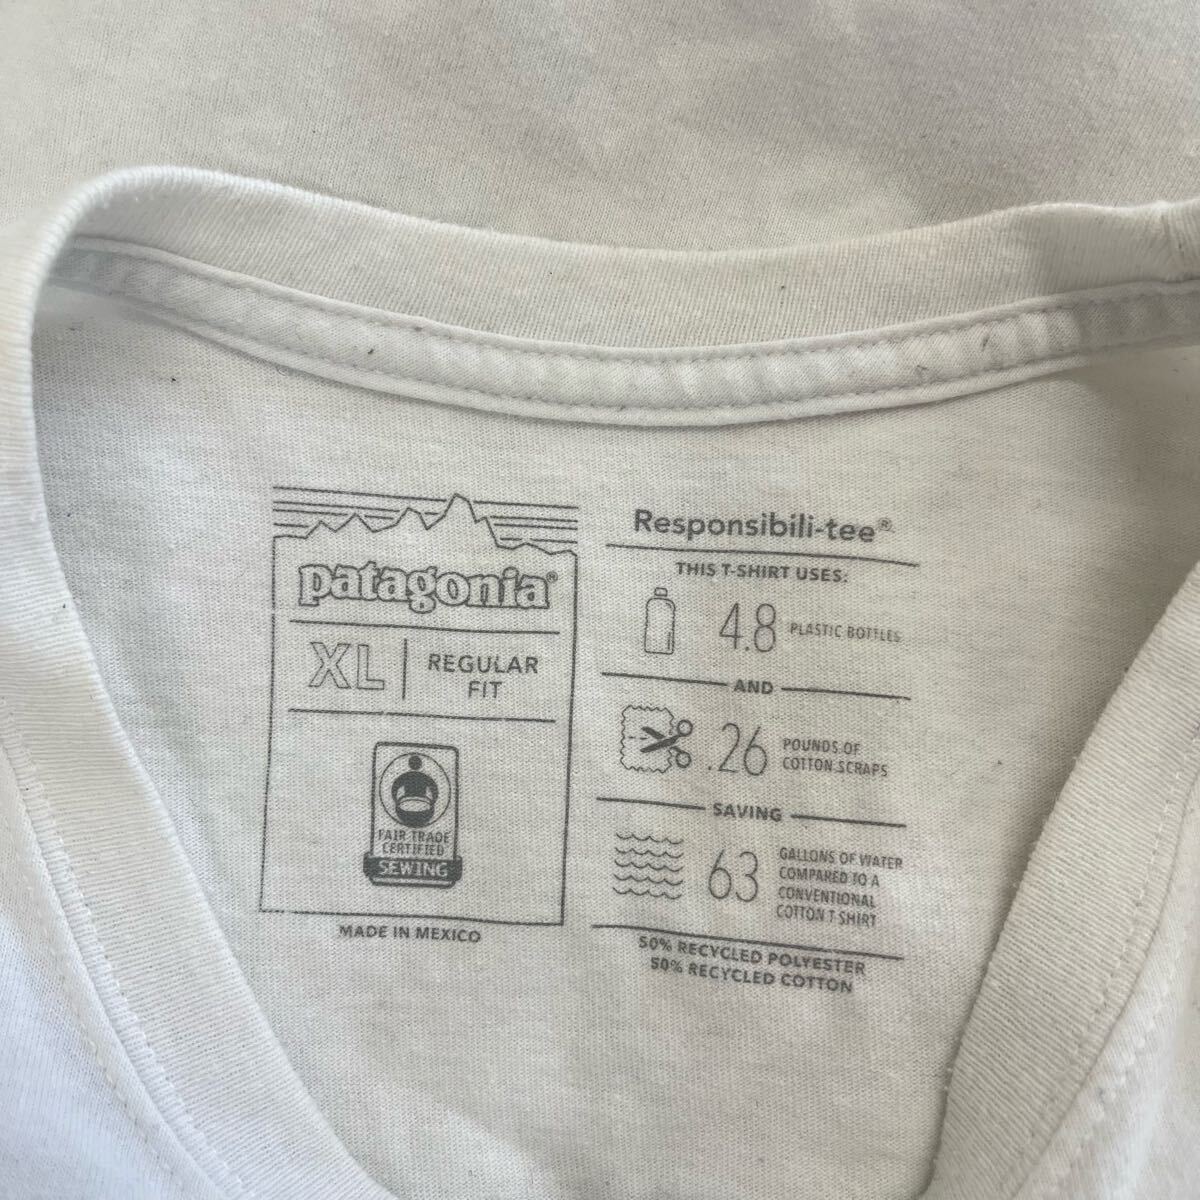 patagonia®
XL
REGULAR
FIT
FAIR TRADE
CERTIFIED
SEWING
MADE IN MEXICO
Responsibili-tee®
THIS T-SHIRT USES:
4.8 PLASTIC BOTTLES
AND
.26 POUNDS OF
COTTON SCRAPS
SAVING
63 GALLONS OF WATER
COMPARED TO A
CONVENTIONAL
COTTON T-SHIRT
50% RECYCLED POLYESTER
50% RECYCLED COTTON